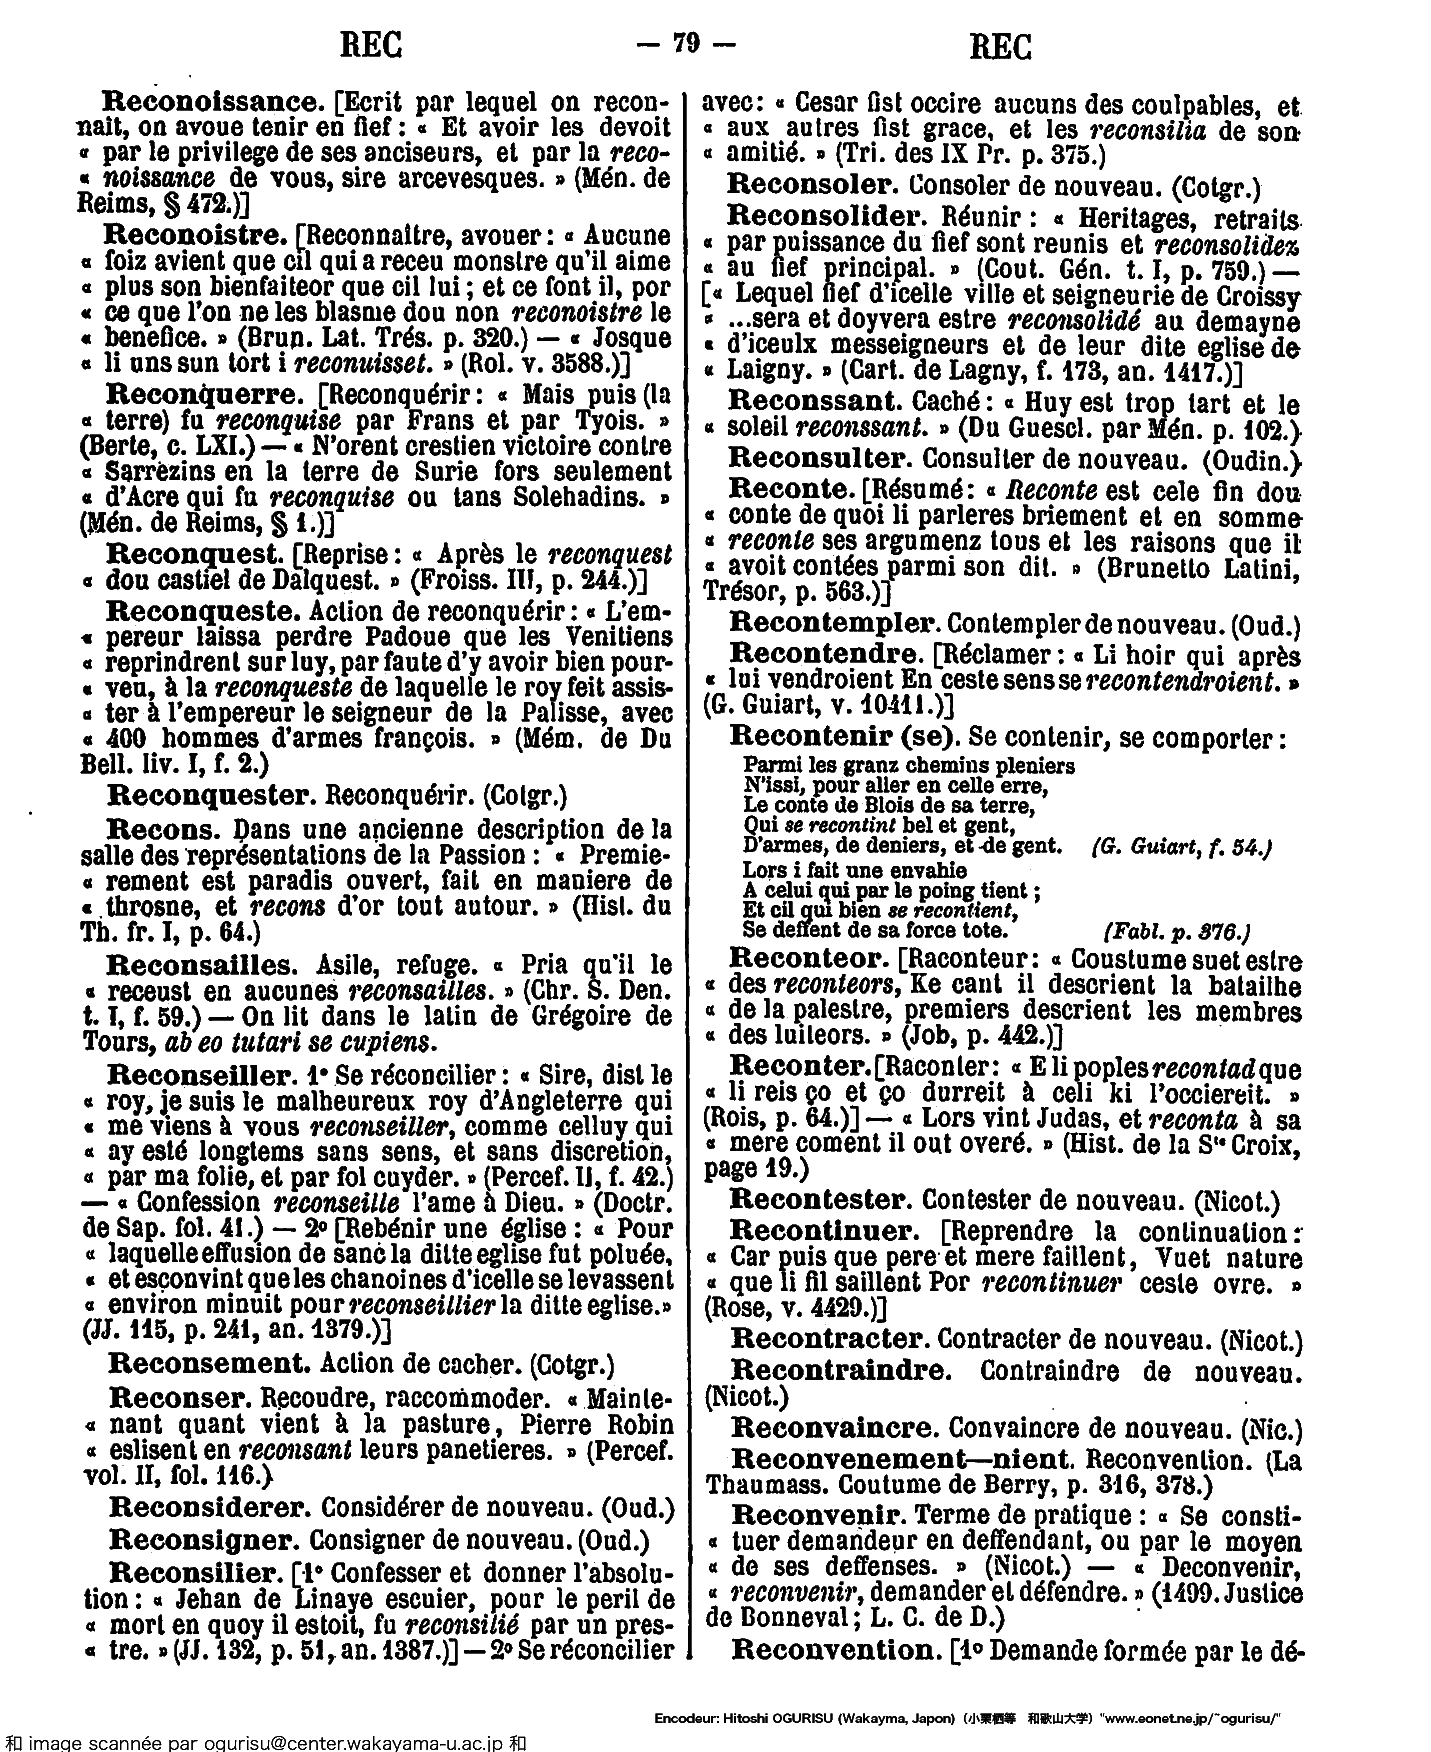 REC
— 79 —
REC
Reconoissance. [Ecrit par lequel on recon-
naît, on avoue tenir en fief : « Et avoir les devoit
« par le privilege de ses anciseurs, et par la reco-
« noissance de vous, sire arcevesques. » (Mén. de
Reims, § 472.)]
Reconoistre. [Reconnaître, avouer : « Aucune
« foiz avient que cil qui a receu monstre qu'il aime
« plus son bienfaiteor que cil lui ; et ce font il, por
« ce que l'on ne les blasme dou non reconoistre le
« benefice. » (Brun. Lat. Trés. p. 320.) — « Josque
« li uns sun tort i reconuisset. » (Rol. v. 3588.)]
Reconquerre. [Reconquérir : « Mais puis (la
« terre) fu reconquise par Frans et par Tyois. »
(Berte, c. LXI.) — « N'orent crestien victoire contre
« Sarrezins en la terre de Surie fors seulement
« d'Acre qui fu reconquise ou tans Solehadins. »
(Mén. de Reims, § 1.)]
Reconquest. [Reprise : « Après le reconquest
« dou castiel de Dalquest. » (Froiss. III, p. 244.)]
Reconqueste. Action de reconquérir : « L'em-
« pereur laissa perdre Padoue que les Venitiens
« reprindrent sur luy, par faute d'y avoir bien pour-
« veu, à la reconqueste de laquelle le roy feit assis-
« ter à l'empereur le seigneur de la Palisse, avec
« 400 hommes d'armes françois. » (Mém. de Du
Bell. liv. I, f. 2.)
Reconquester. Reconquérir. (Cotgr.)
Recons. Dans une ancienne description de la
salle des représentations de la Passion : « Premie-
« rement est paradis ouvert, fait en maniere de
« throsne, et recons d'or tout autour. » (Hist. du
Th. fr. I, p. 64.)
Reconsailles. Asile, refuge. « Pria qu'il le
« receust en aucunes reconsailles. » (Chr. S. Den.
t. I, f. 59.) — On lit dans le latin de Grégoire de
Tours, ab eo tutari se cupiens.
Reconseiller. 1° Se réconcilier : « Sire, dist le
« roy, je suis le malheureux roy d'Angleterre qui
« me viens à vous reconseiller, comme celluy qui
« ay esté longtems sans sens, et sans discretion,
« par ma folie, et par fol cuyder. » (Percef. II, f. 42.)
— « Confession reconseille l'ame à Dieu. » (Doctr.
de Sap. fol. 41.) — 2° [Rebénir une église : « Pour
« laquelle effusion de sanc la ditte eglise fut poluée,
« et esconvint que les chanoines d'icelle se levassent
« environ minuit pour reconseillier la ditte eglise.»
(JJ. 115, p. 241, an. 1379.)]
Reconsement. Action de cacher. (Cotgr.)
Reconser. Recoudre, raccommoder. « Mainte-
« nant quant vient à la pasture, Pierre Robin
« eslisent en reconsant leurs panetieres. » (Percef.
vol. II, fol. 116.)
Reconsiderer. Considérer de nouveau. (Oud.)
Reconsigner. Consigner de nouveau. (Oud.)
Reconsilier. [1° Confesser et donner l'absolu-
tion : « Jehan de Linaye escuier, pour le peril de
« mort en quoy il estoit, fu reconsilié par un pres-
« tre. » (JJ. 132, p. 51, an. 1387.)] — 2° Se réconcilier
avec : « Cesar fist occire aucuns des coulpables, et
« aux autres fist grace, et les reconsilia de son
« amitié. » (Tri. des IX Pr. p. 375.)
Reconsoler. Consoler de nouveau. (Cotgr.)
Reconsolider. Réunir : « Heritages, retraits
« par puissance du fief sont reunis et reconsolidez
« au fief principal. » (Cout. Gén. t. I, p. 759.) —
[« Lequel fief d'icelle ville et seigneurie de Croissy
« ...sera et doyvera estre reconsolidé au demayne
« d'iceulx messeigneurs et de leur dite eglise de
« Laigny. » (Cart. de Lagny, f. 173, an. 1417.)]
Reconssant. Caché : « Huy est trop tart et le
« soleil reconssant. » (Du Guescl. par Mén. p. 102.)
Reconsulter. Consulter de nouveau. (Oudin.)
Reconte. [Résumé : « Reconte est cele fin dou
« conte de quoi li parleres briement et en somme
« reconte ses argumenz tous et les raisons que il
« avoit contées parmi son dit. » (Brunetto Latini,
Trésor, p. 563.)]
Recontempler. Contempler de nouveau. (Oud.)
Recontendre. [Réclamer : « Li hoir qui après
« lui vendroient En ceste sens se recontendroient. »
(G. Guiart, v. 10411.)]
Recontenir (se). Se contenir, se comporter :
Parmi les granz chemins pleniers
N'issi, pour aller en celle erre,
Le conte de Blois de sa terre,
Qui se recontint bel et gent,
D'armes, de deniers, et de gent. (G. Guiart, f. 54.)
Lors i fait une envahie
A celui qui par le poing tient ;
Et cil qui bien se recontient,
Se deffent de sa force tote. (Fabl. p. 376.)
Reconteor. [Raconteur : « Coustume suet estre
« des reconteors, Ke cant il descrient la batailhe
« de la palestre, premiers descrient les membres
« des luiteors. » (Job, p. 442.)]
Reconter. [Raconter : « E li poples recontad que
« li reis ço et ço durreit à celi ki l'occiereit. »
(Rois, p. 64.)] — « Lors vint Judas, et reconta à sa
« mere coment il out overé. » (Hist. de la Ste Croix,
page 19.)
Recontester. Contester de nouveau. (Nicot.)
Recontinuer. [Reprendre la continuation :
« Car puis que pere et mere faillent, Vuet nature
« que li fil saillent Por recontinuer ceste ovre. »
(Rose, v. 4429.)]
Recontracter. Contracter de nouveau. (Nicot.)
Recontraindre. Contraindre de nouveau.
(Nicot.)
Reconvaincre. Convaincre de nouveau. (Nic.)
Reconvenement—nient. Reconvention. (La
Thaumass. Coutume de Berry, p. 316, 378.)
Reconvenir. Terme de pratique : « Se consti-
« tuer demandeur en deffendant, ou par le moyen
« de ses deffenses. » (Nicot.) — « Deconvenir,
« reconvenir, demander et défendre. » (1499. Justice
de Bonneval ; L. C. de D.)
Reconvention. [1° Demande formée par le dé-
Encodeur: Hitoshi OGURISU (Wakayma, Japon) (小栗栖等 和歌山大学) "www.eonet.ne.jp/~ogurisu/"
和 image scannée par ogurisu@center.wakayama-u.ac.jp 和